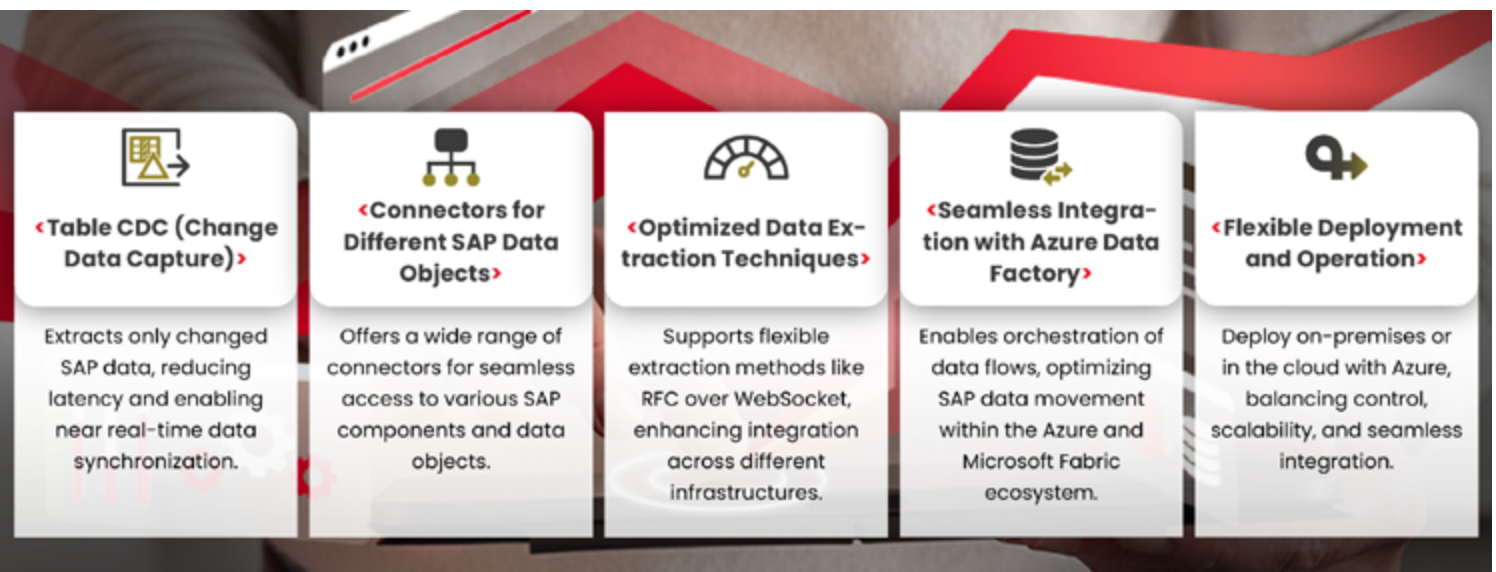 <Table CDC (Change
Data Capture)>
Extracts only changed
SAP data, reducing
latency and enabling
near real-time data
synchronization.
<Connectors for
Different SAP Data
Objects>
Offers a wide range of
connectors for seamless
access to various SAP
components and data
objects.
<Optimized Data Ex-
traction Techniques>
Supports flexible
extraction methods like
RFC over WebSocket,
enhancing integration
across different
infrastructures.
<Seamless Integra-
tion with Azure Data
Factory>
Enables orchestration of
data flows, optimizing
SAP data movement
within the Azure and
Microsoft Fabric
ecosystem.
<Flexible Deployment
and Operation>
Deploy on-premises or
in the cloud with Azure,
balancing control,
scalability, and seamless
integration.